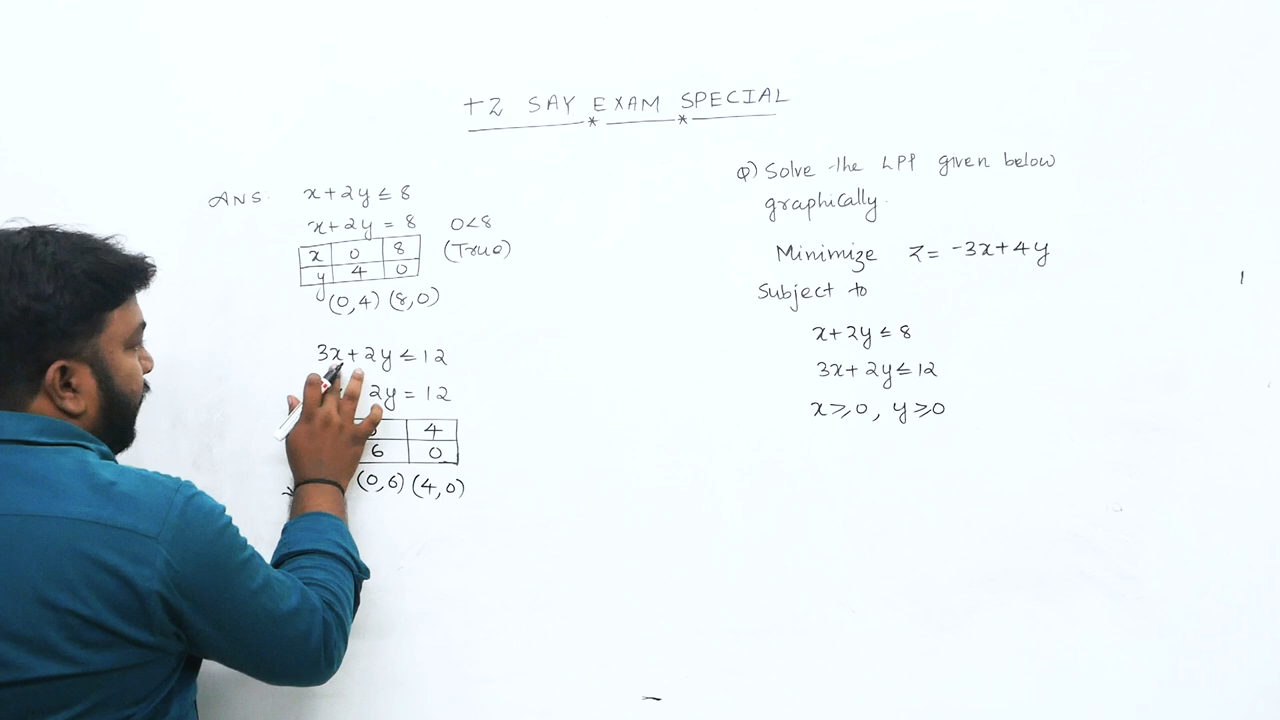 +2 SAY EXAM SPECIAL
ANS. x+2y ≤ 8
x+2y = 8 0<8
x 0 8 (True)
y 4 0
(0,4) (8,0)
3x+2y ≤ 12
2y = 12
4
6 0
(0,6) (4,0)
Q) Solve the LPP given below
graphically.
Minimize Z = -3x+4y
Subject to
x+2y ≤ 8
3x+2y ≤ 12
x≥0, y≥0